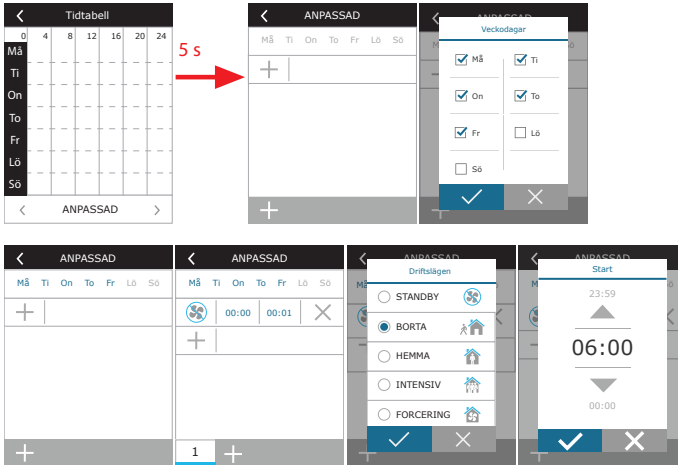 Tidtabell
0 4 8 12 16 20 24
Må
Ti
On
To
Fr
Lö
Sö
ANPASSAD
5 s
ANPASSAD
Må Ti On To Fr Lö Sö
ANPASSAD
Veckodagar
Må
Ti
On
To
Fr
Lö
Sö
ANPASSAD
Må Ti On To Fr Lö Sö
ANPASSAD
Må Ti On To Fr Lö Sö
00:00 00:01
1
ANPASSAD
Driftslägen
STANDBY
BORTA
HEMMA
INTENSIV
FORCERING
ANPASSAD
Start
23:59
06:00
00:00